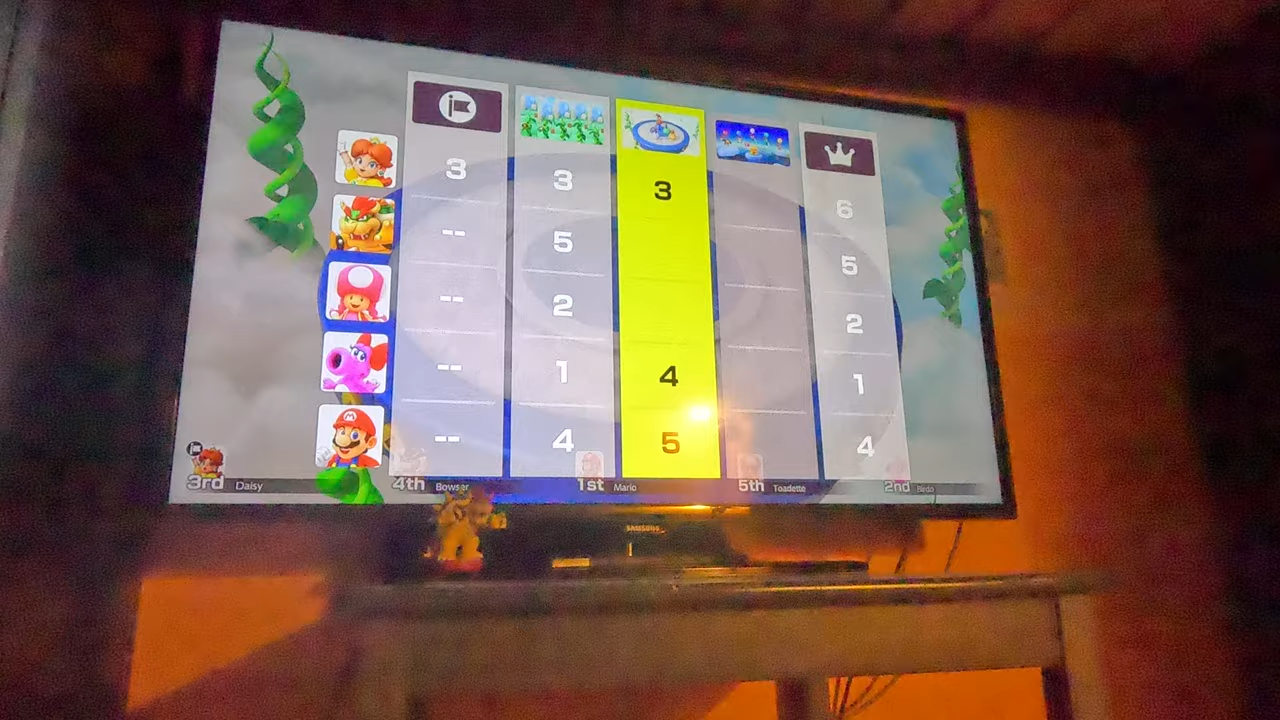 3 3 3 6
-- 5 5
-- 2 2
-- 1 4 1
-- 4 5 4
3rd Daisy 4th Bowser 1st Mario 5th Toadette 2nd Birdo
SAMSUNG